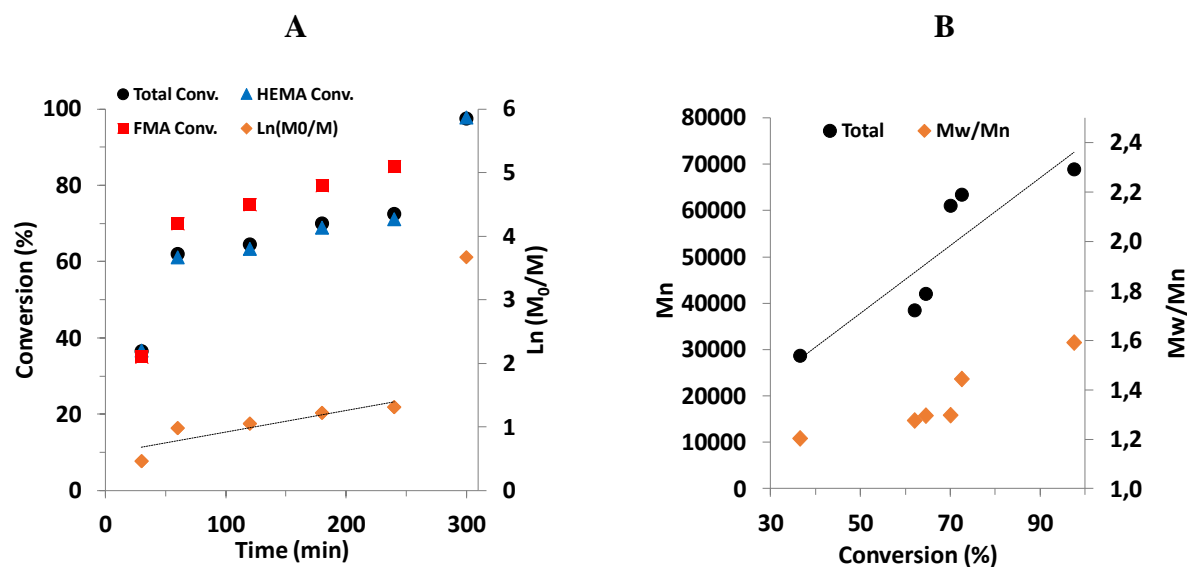 A
Total Conv.
HEMA Conv.
FMA Conv.
Ln(M0/M)
Conversion (%)
100
80
60
40
20
0
6
5
4
3
2
1
0
Ln (M₀/M)
0
100
200
300
Time (min)
B
Total
Mw/Mn
Mn
80000
70000
60000
50000
40000
30000
20000
10000
0
2,4
2,2
2,0
1,8
1,6
1,4
1,2
1,0
Mw/Mn
30
50
70
90
Conversion (%)